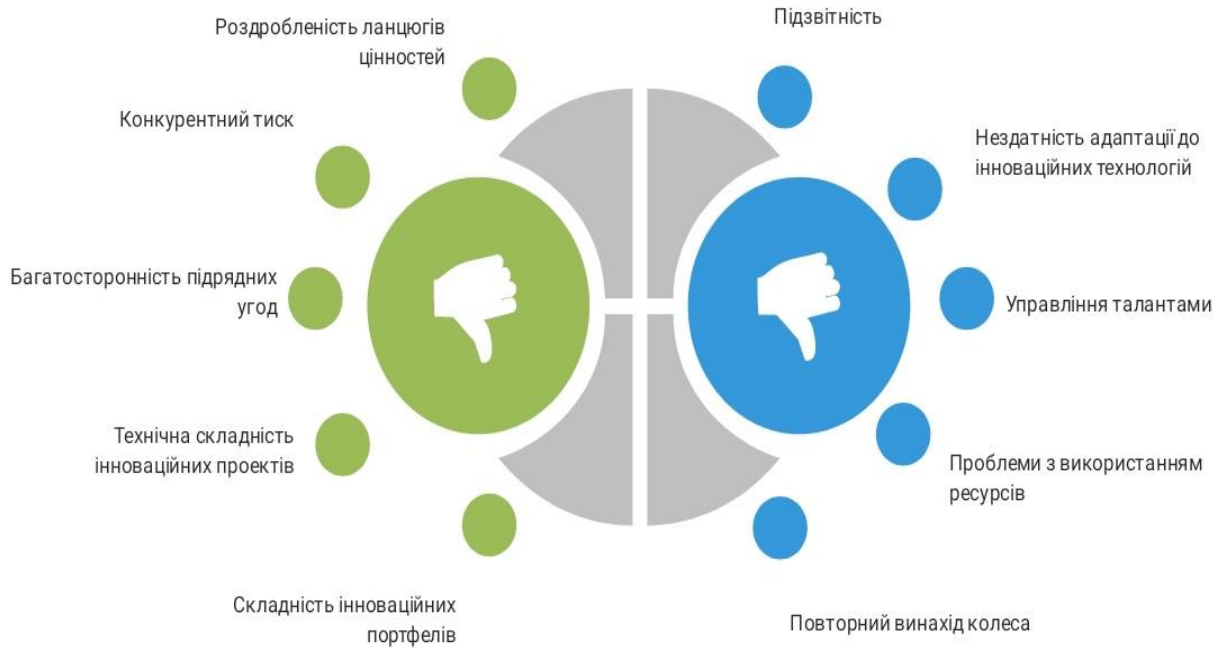 Роздробленість ланцюгів
цінностей
Конкурентний тиск
Багатосторонність підрядних
угод
Технічна складність
інноваційних проектів
Складність інноваційних
портфелів
Підзвітність
Нездатність адаптації до
інноваційних технологій
Управління талантами
Проблеми з використанням
ресурсів
Повторний винахід колеса